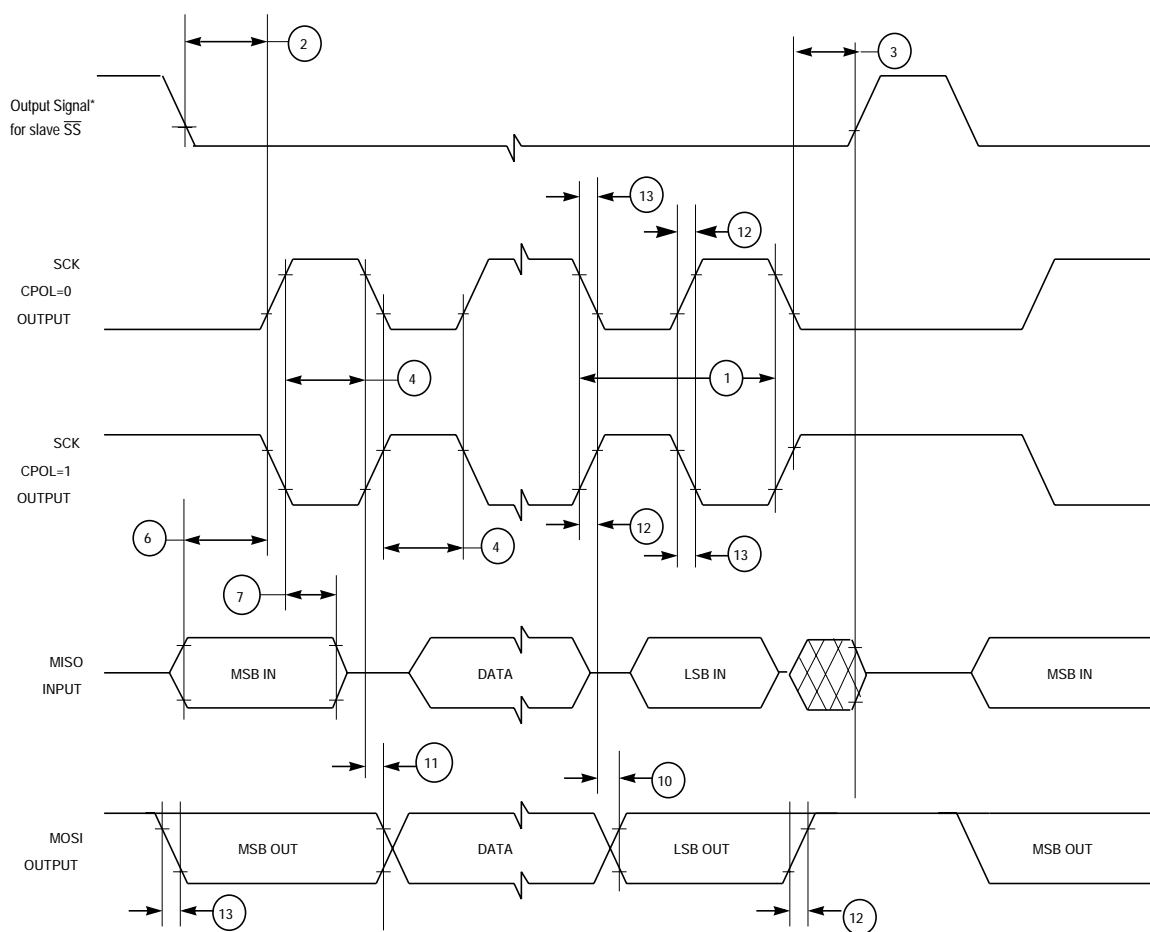 2
3
Output Signal*
for slave SS
13
12
SCK
CPOL=0
OUTPUT
4
1
SCK
CPOL=1
OUTPUT
6
12
4
13
7
MISO
INPUT
MSB IN
DATA
LSB IN
MSB IN
11
10
MOSI
OUTPUT
MSB OUT
DATA
LSB OUT
MSB OUT
13
12